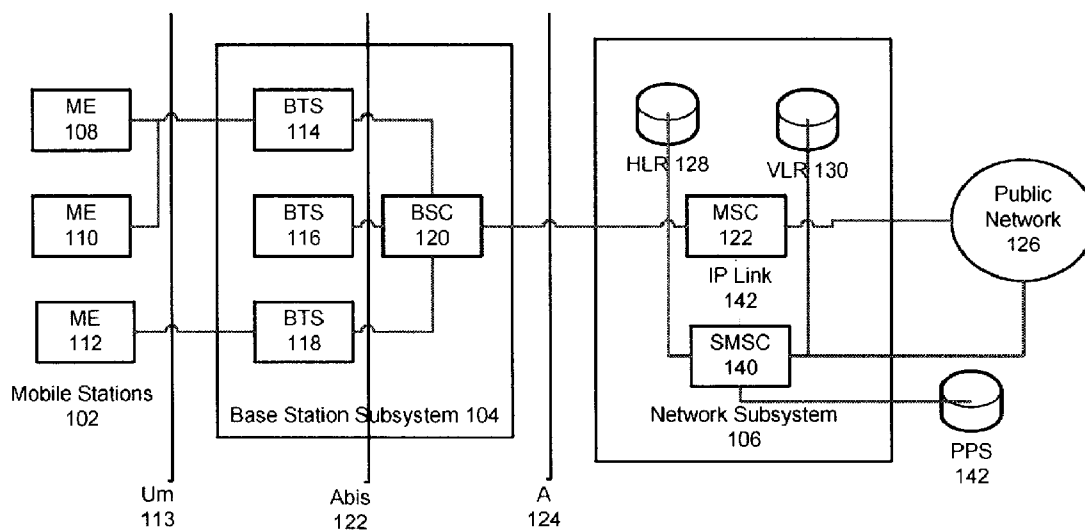 ME
108
BTS
114
HLR 128
VLR 130
ME
110
BTS
116
BSC
120
MSC
122
Public
Network
126
IP Link
142
ME
112
BTS
118
SMSC
140
Mobile Stations
102
Base Station Subsystem 104
Network Subsystem
106
PPS
142
Um
113
Abis
122
A
124